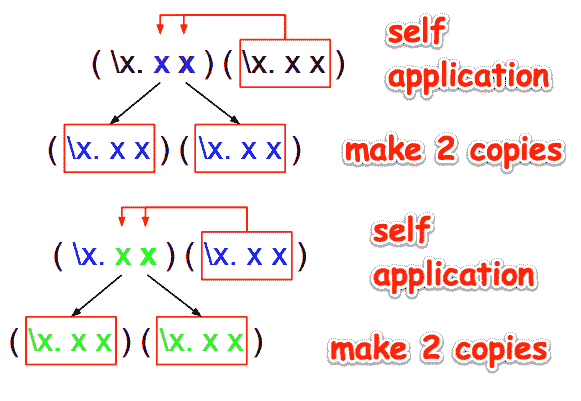 ( \x. x x ) ( \x. x x )
self
application
( \x. x x ) ( \x. x x )
make 2 copies
( \x. x x ) ( \x. x x )
self
application
( \x. x x ) ( \x. x x )
make 2 copies